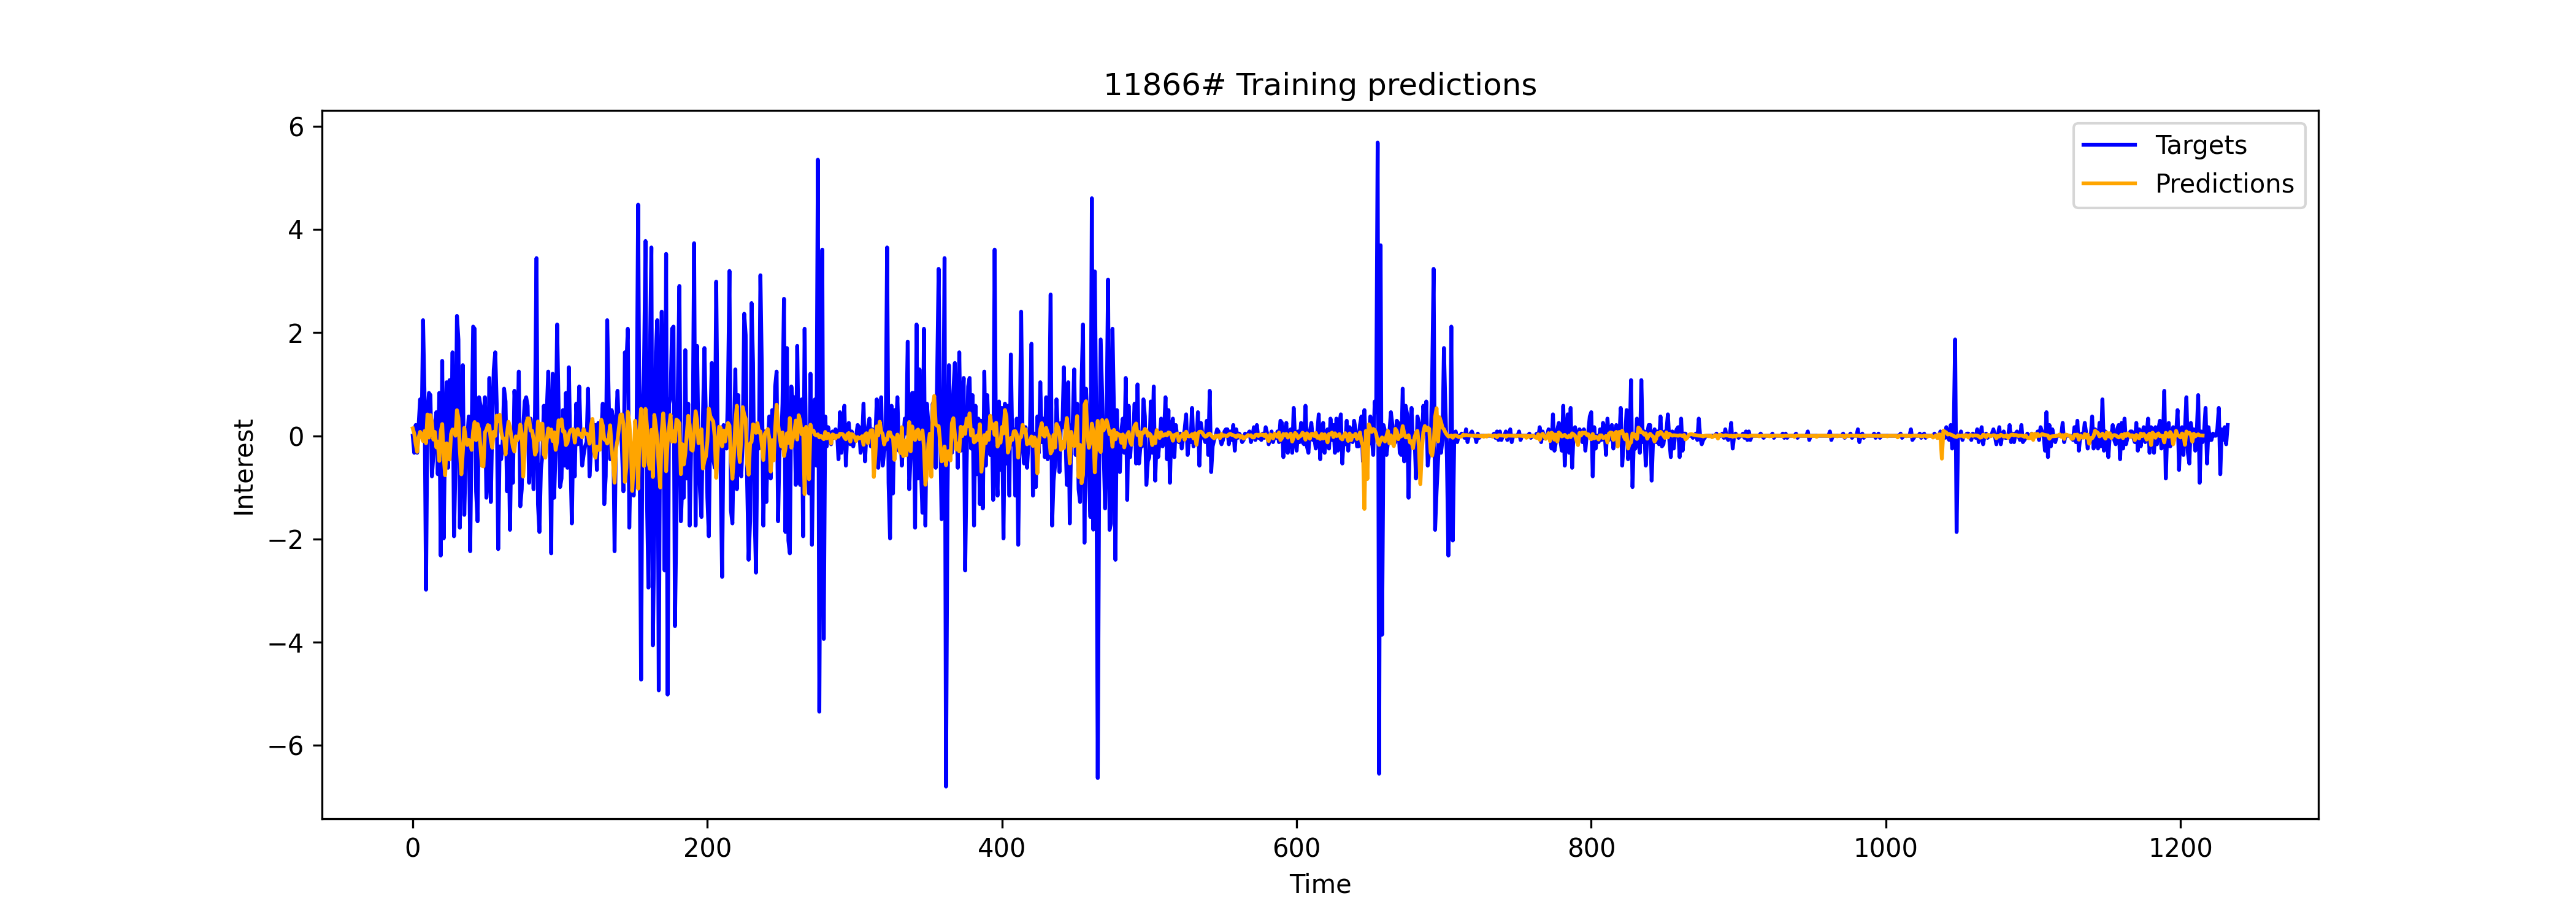 11866# Training predictions
Targets
Predictions
6
4
2
0
−2
−4
−6
Interest
0 200 400 600 800 1000 1200
Time